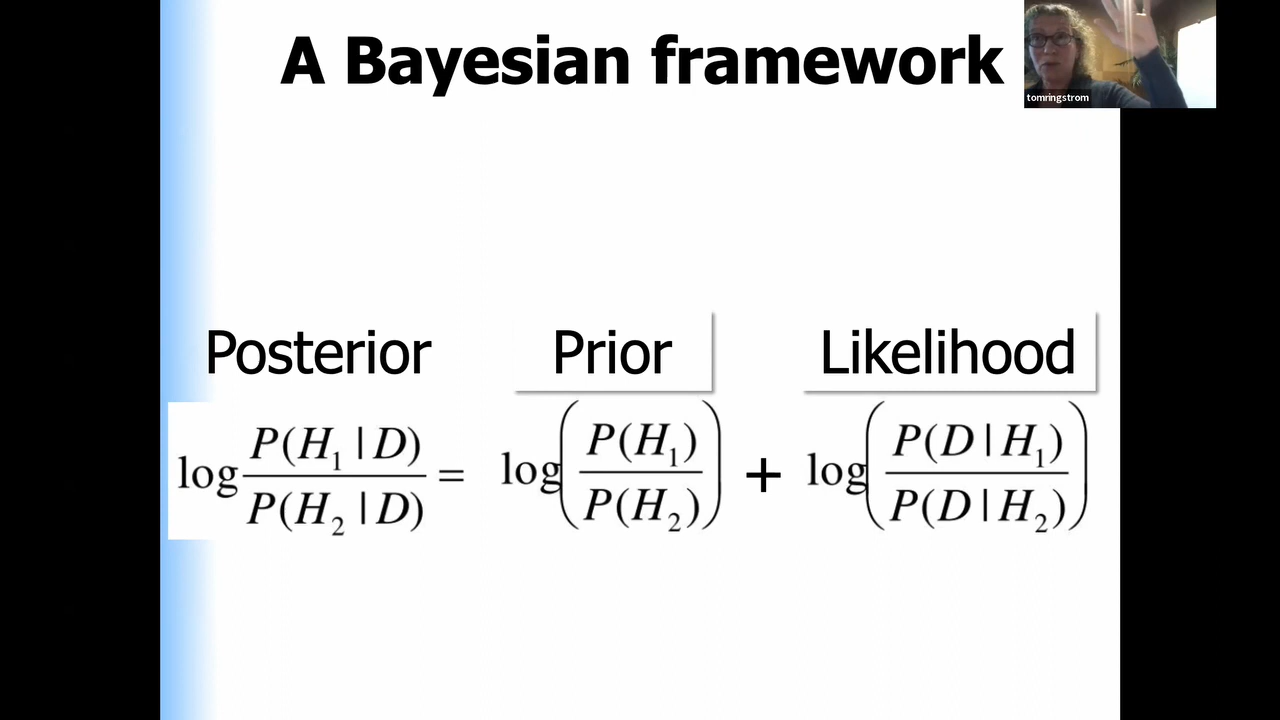 A Bayesian framework
tomringstrom
Posterior Prior Likelihood
log P(H₁ | D) / P(H₂ | D) = log( P(H₁) / P(H₂) ) + log( P(D | H₁) / P(D | H₂) )